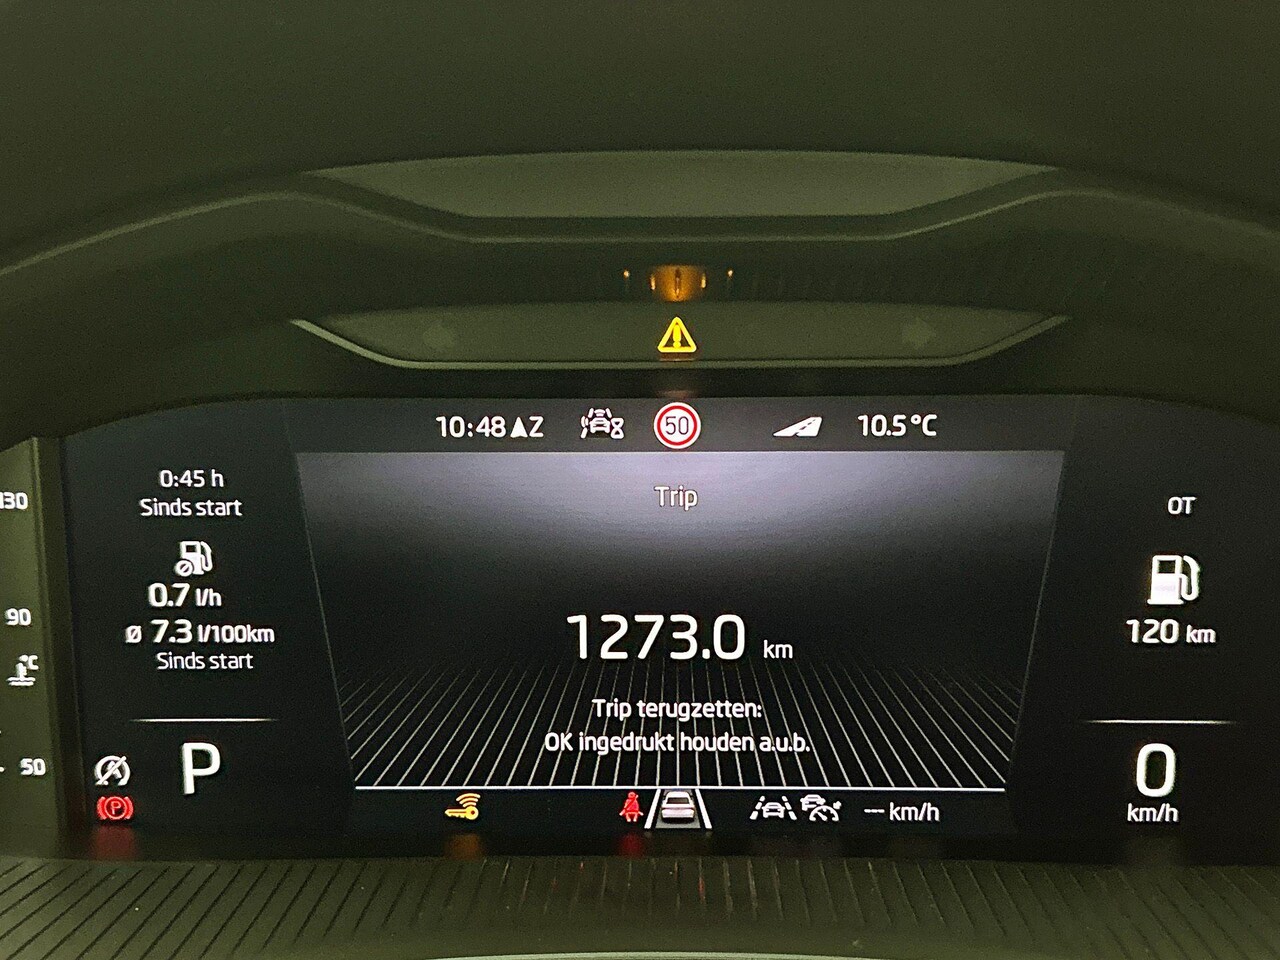 10:48 Z 50 10.5°C
Trip
0:45 h
Sinds start
0.7 l/h
ø 7.3 l/100km
Sinds start
P
130
90
°C
50
1273.0 km
Trip terugzetten:
OK ingedrukt houden a.u.b.
P
--- km/h
OT
120 km
0
km/h